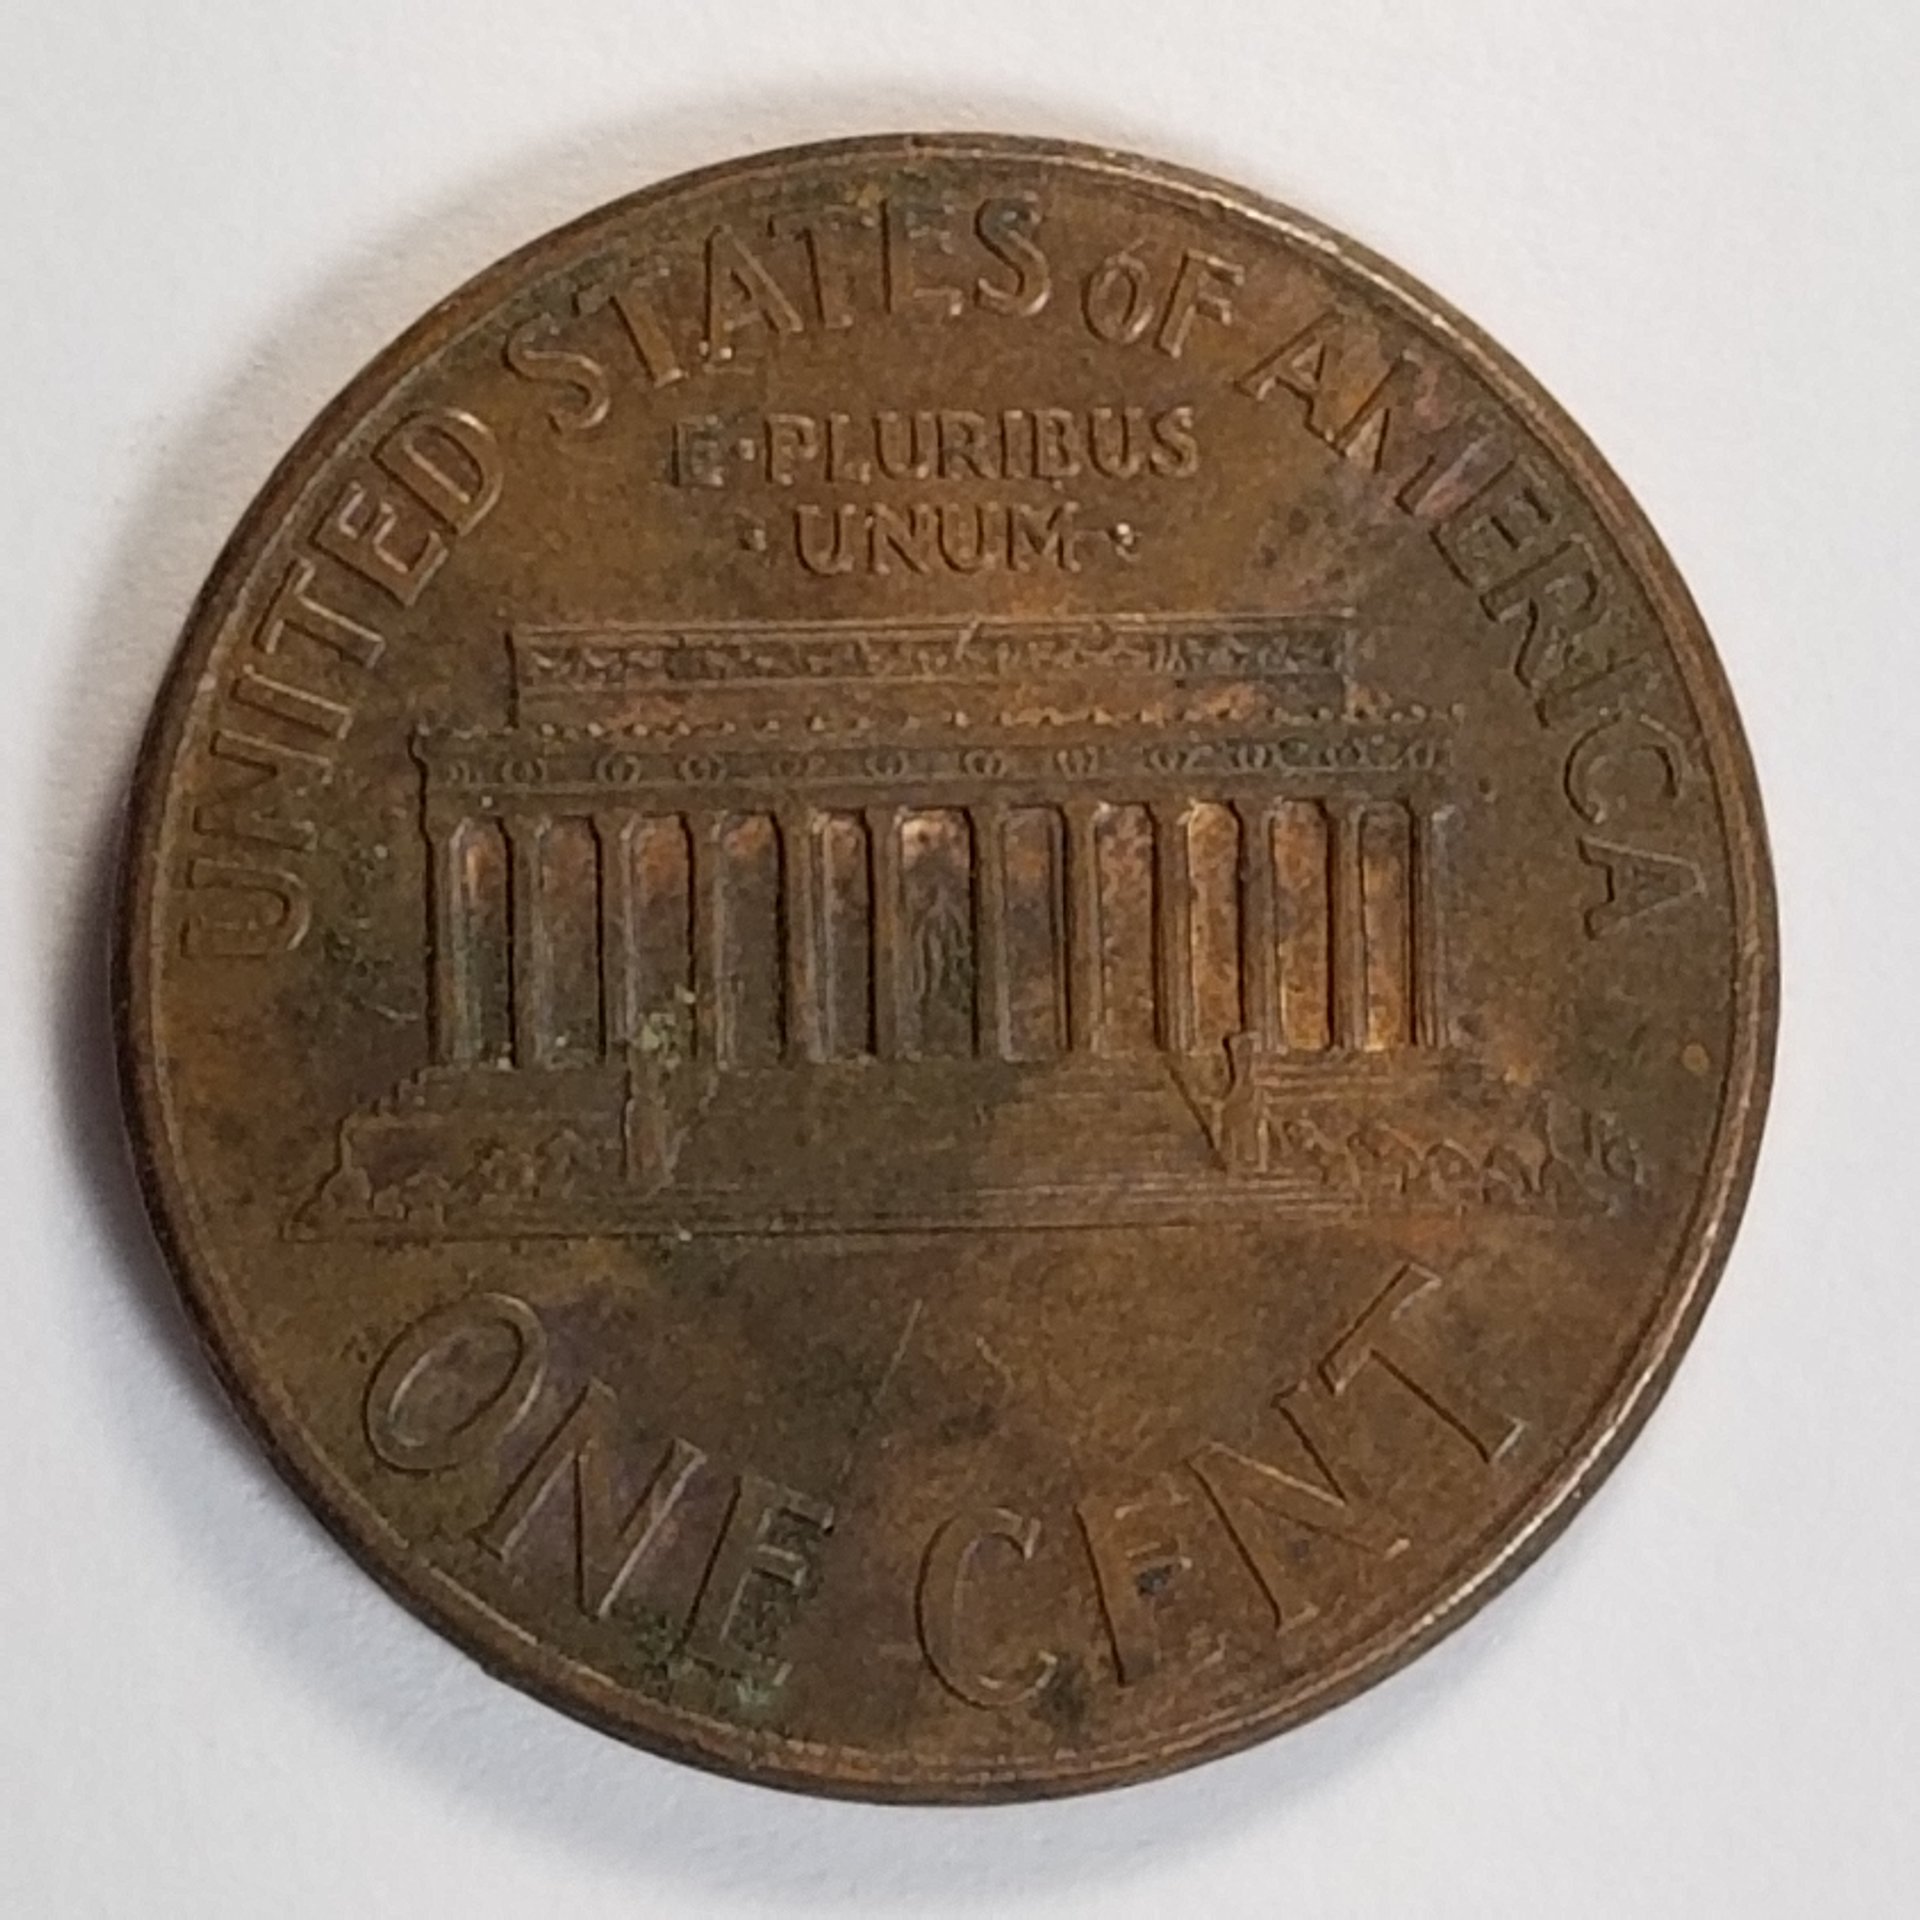 UNITED STATES oF AMERICA
E·PLURIBUS
·UNUM·
ONE CENT